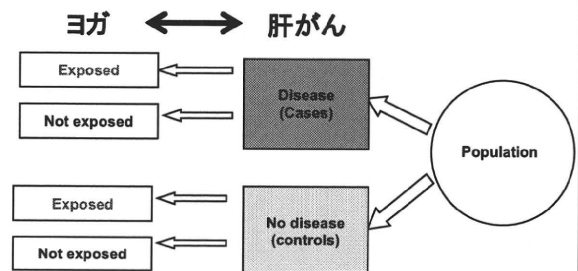 ヨガ 肝がん
Exposed
Not exposed
Disease
(Cases)
Population
Exposed
Not exposed
No disease
(controls)